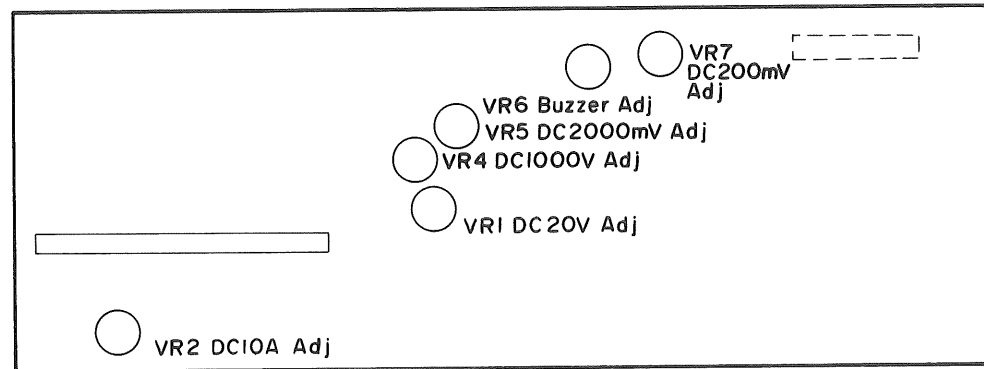 VR7
DC200mV
Adj
VR6 Buzzer Adj
VR5 DC2000mV Adj
VR4 DC1000V Adj
VR1 DC20V Adj
VR2 DC10A Adj